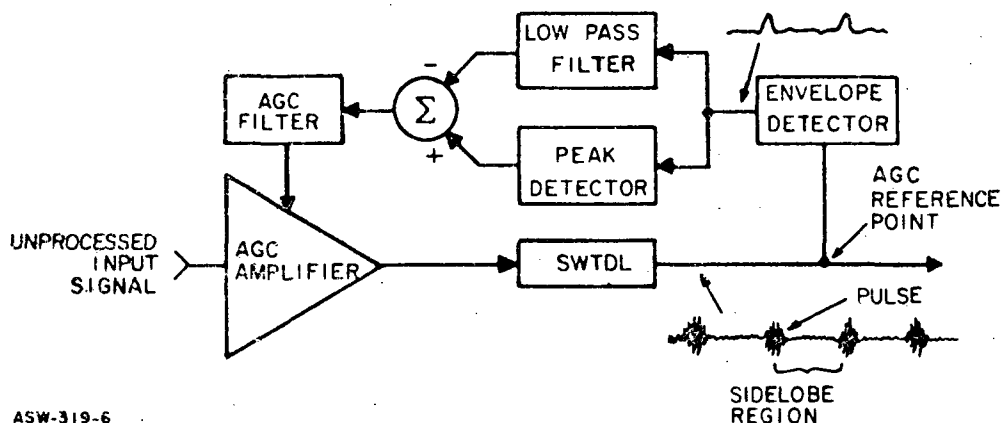 LOW PASS
FILTER
ENVELOPE
DETECTOR
AGC
FILTER
-
Σ
+
PEAK
DETECTOR
AGC
REFERENCE
POINT
UNPROCESSED
INPUT
SIGNAL
AGC
AMPLIFIER
SWTDL
PULSE
SIDELOBE
REGION
ASW-319-6